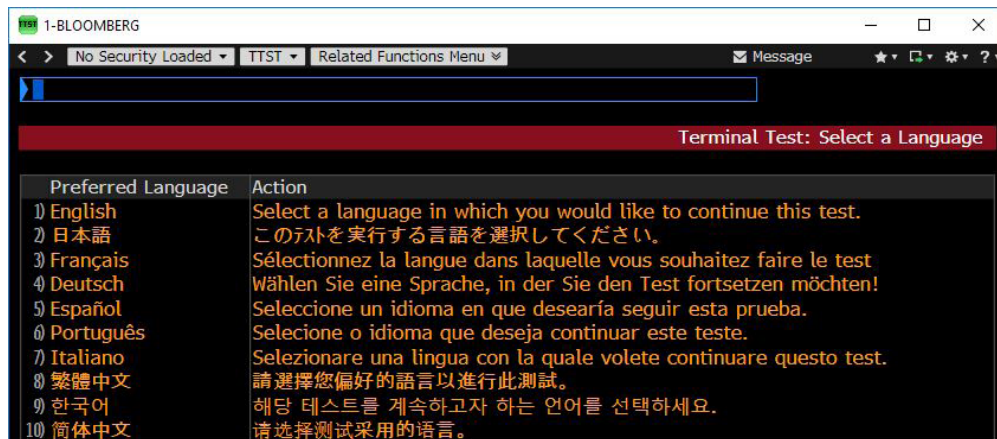 TTST 1-BLOOMBERG
No Security Loaded TTST Related Functions Menu Message ?
Terminal Test: Select a Language
Preferred Language Action
1) English Select a language in which you would like to continue this test.
2) 日本語 このﾃｽﾄを実行する言語を選択してください。
3) Français Sélectionnez la langue dans laquelle vous souhaitez faire le test
4) Deutsch Wählen Sie eine Sprache, in der Sie den Test fortsetzen möchten!
5) Español Seleccione un idioma en que desearía seguir esta prueba.
6) Português Selecione o idioma que deseja continuar este teste.
7) Italiano Selezionare una lingua con la quale volete continuare questo test.
8) 繁體中文 請選擇您偏好的語言以進行此測試。
9) 한국어 해당 테스트를 계속하고자 하는 언어를 선택하세요.
10) 简体中文 请选择测试采用的语言。